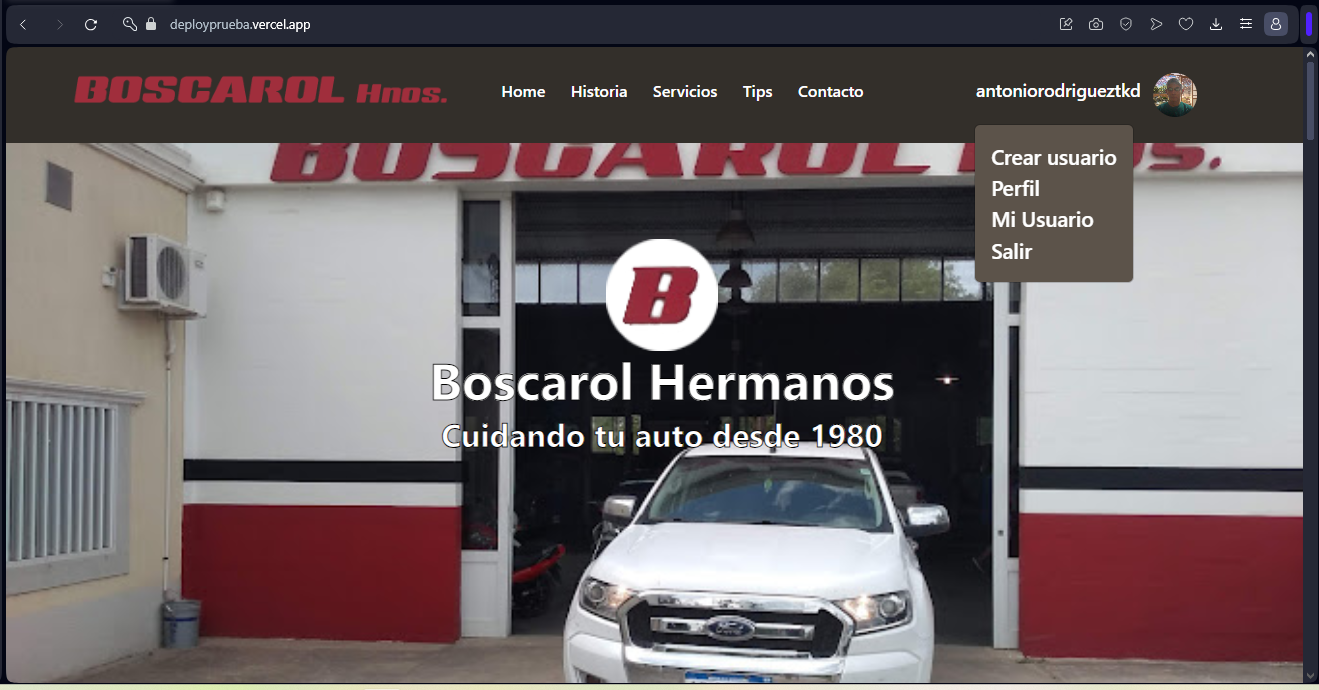 deployprueba.vercel.app
BOSCAROL Hnos.
Home Historia Servicios Tips Contacto
antoniorodrigueztkd
Crear usuario
Perfil
Mi Usuario
Salir
BOSCAROL
B
Boscarol Hermanos
Cuidando tu auto desde 1980
Ford